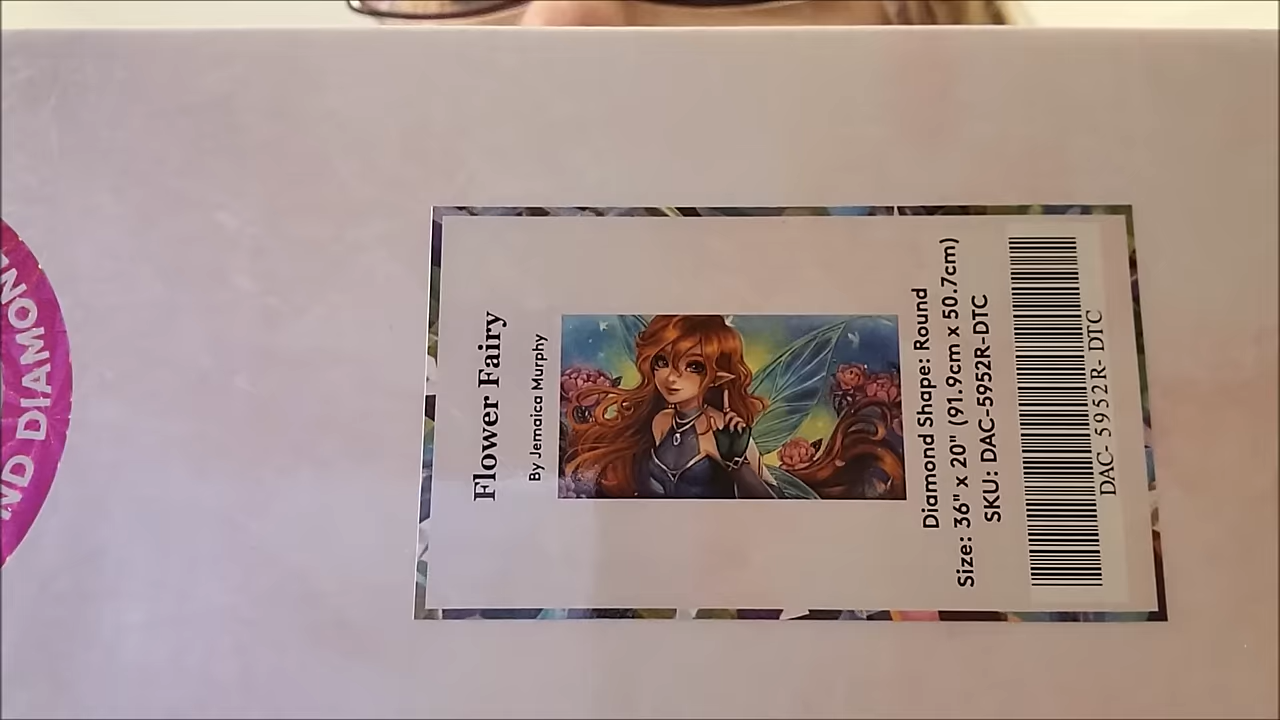 ND DIAMON
Flower Fairy
By Jemaica Murphy
Diamond Shape: Round
Size: 36" x 20" (91.9cm x 50.7cm)
SKU: DAC-5952R-DTC
DAC- 5952R- DTC